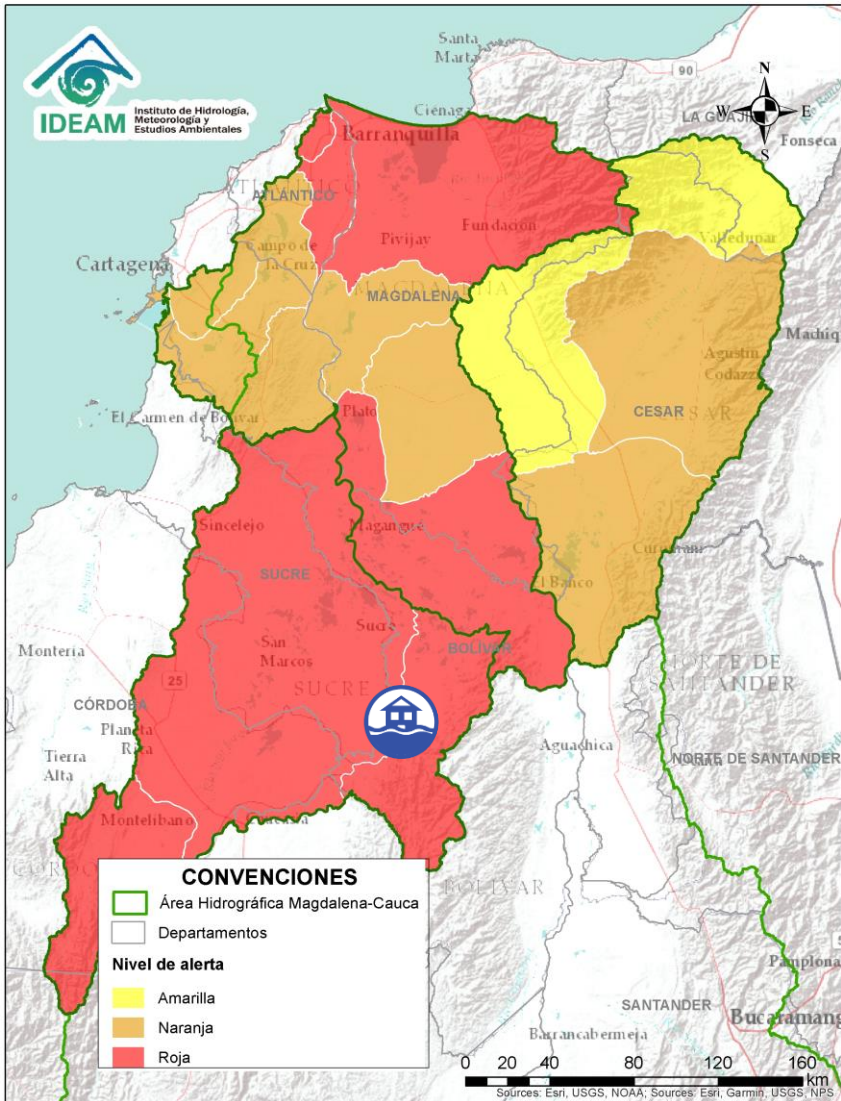 IDEAM
Instituto de Hidrología,
Meteorología y
Estudios Ambientales
Santa
Marta
90
N
W
E
S
Ciénaga
LA GUAJI
Fonseca
Barranquilla
ATLÁNTICO
Fundación
Valledupar
Pivijay
Campo de
la Cruz
Cartagena
MAGDALENA
Machiq
Agustín
Codazzi
CESAR
El Carmen de Bolívar
Plato
Sincelejo
Magangué
Curumaní
SUCRE
El Banco
Sucre
San
Marcos
BOLÍVAR
SUCRE
NORTE DE
SANTANDER
Montería
25
CÓRDOBA
Planeta
Rica
Tierra
Alta
Aguachica
NORTE DE SANTANDER
Montelíbano
BOLÍVAR
CONVENCIONES
Área Hidrográfica Magdalena-Cauca
Departamentos
Nivel de alerta
Amarilla
Naranja
Roja
Pamplona
SANTANDER
Bucaramang
Barrancabermeja
0 20 40 80 120 160
KM
Sources: Esri, USGS, NOAA; Sources: Esri, Garmin, USGS, NPS